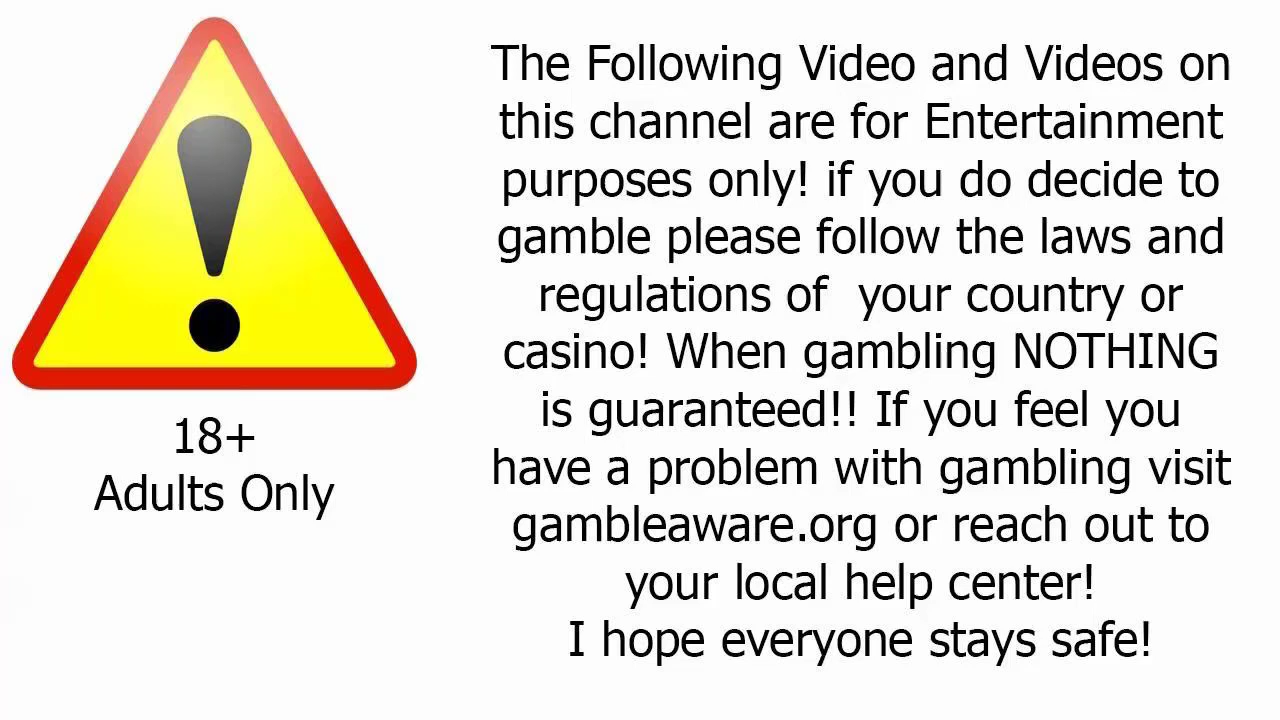 18+
Adults Only
The Following Video and Videos on
this channel are for Entertainment
purposes only! if you do decide to
gamble please follow the laws and
regulations of  your country or
casino! When gambling NOTHING
is guaranteed!! If you feel you
have a problem with gambling visit
gambleaware.org or reach out to
your local help center!
I hope everyone stays safe!